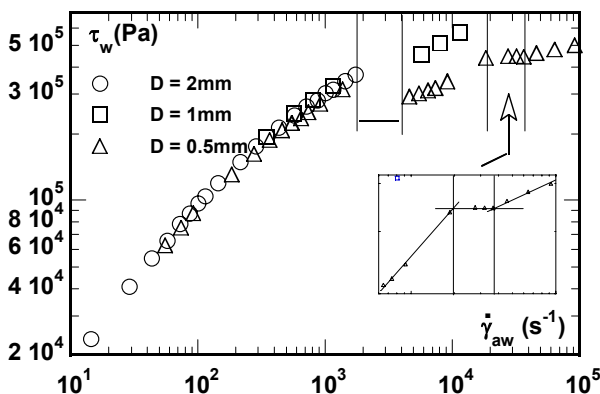 τw(Pa)
5 10⁵
3 10⁵
10⁵
8 10⁴
6 10⁴
4 10⁴
2 10⁴
D = 2mm
D = 1mm
D = 0.5mm
γ̇aw (s⁻¹)
10¹ 10² 10³ 10⁴ 10⁵